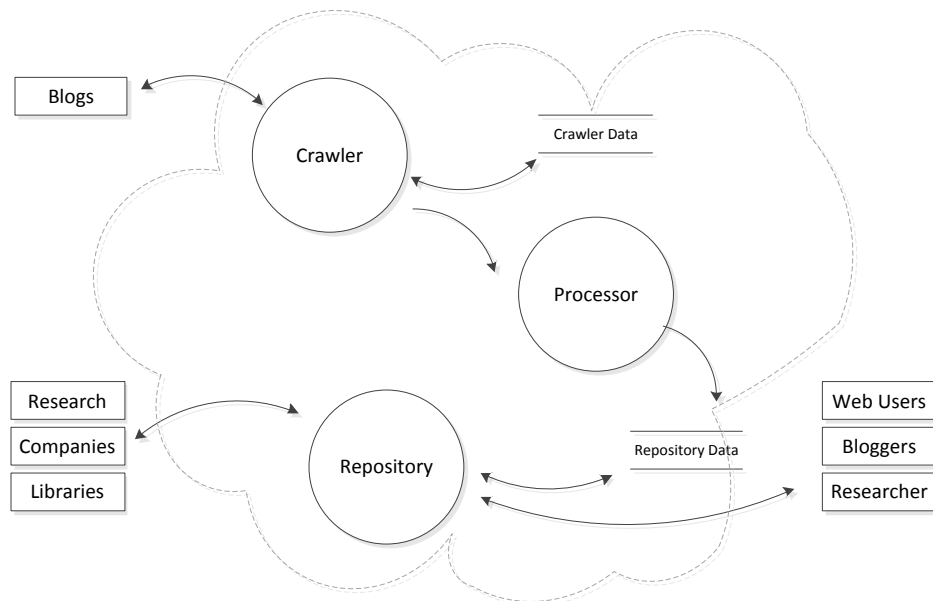 Blogs
Crawler
Crawler Data
Processor
Research
Companies
Libraries
Repository
Repository Data
Web Users
Bloggers
Researcher